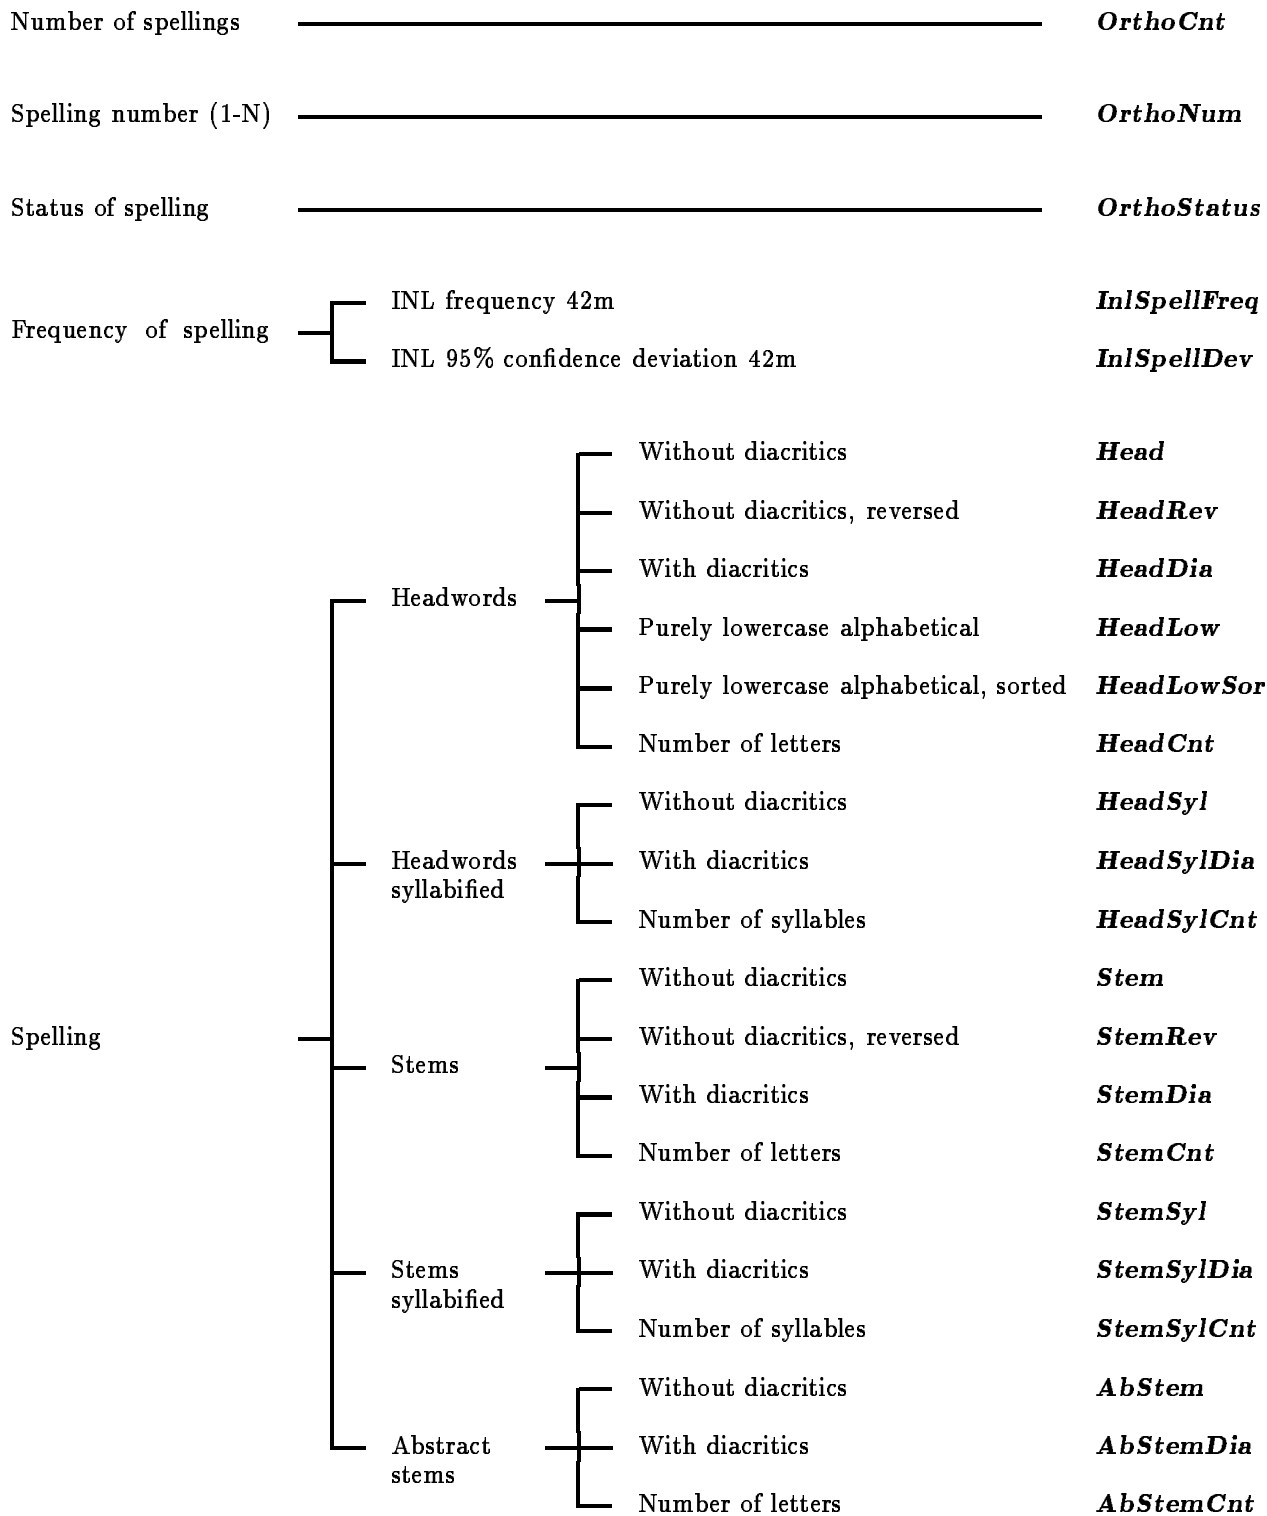 Number of spellings OrthoCnt
Spelling number (1-N) OrthoNum
Status of spelling OrthoStatus
INL frequency 42m InlSpellFreq
Frequency of spelling
INL 95% confidence deviation 42m InlSpellDev
Without diacritics Head
Without diacritics, reversed HeadRev
With diacritics HeadDia
Headwords
Purely lowercase alphabetical HeadLow
Purely lowercase alphabetical, sorted HeadLowSor
Number of letters HeadCnt
Without diacritics HeadSyl
Headwords With diacritics HeadSylDia
syllabified
Number of syllables HeadSylCnt
Without diacritics Stem
Spelling Without diacritics, reversed StemRev
Stems
With diacritics StemDia
Number of letters StemCnt
Without diacritics StemSyl
Stems With diacritics StemSylDia
syllabified
Number of syllables StemSylCnt
Without diacritics AbStem
Abstract With diacritics AbStemDia
stems
Number of letters AbStemCnt